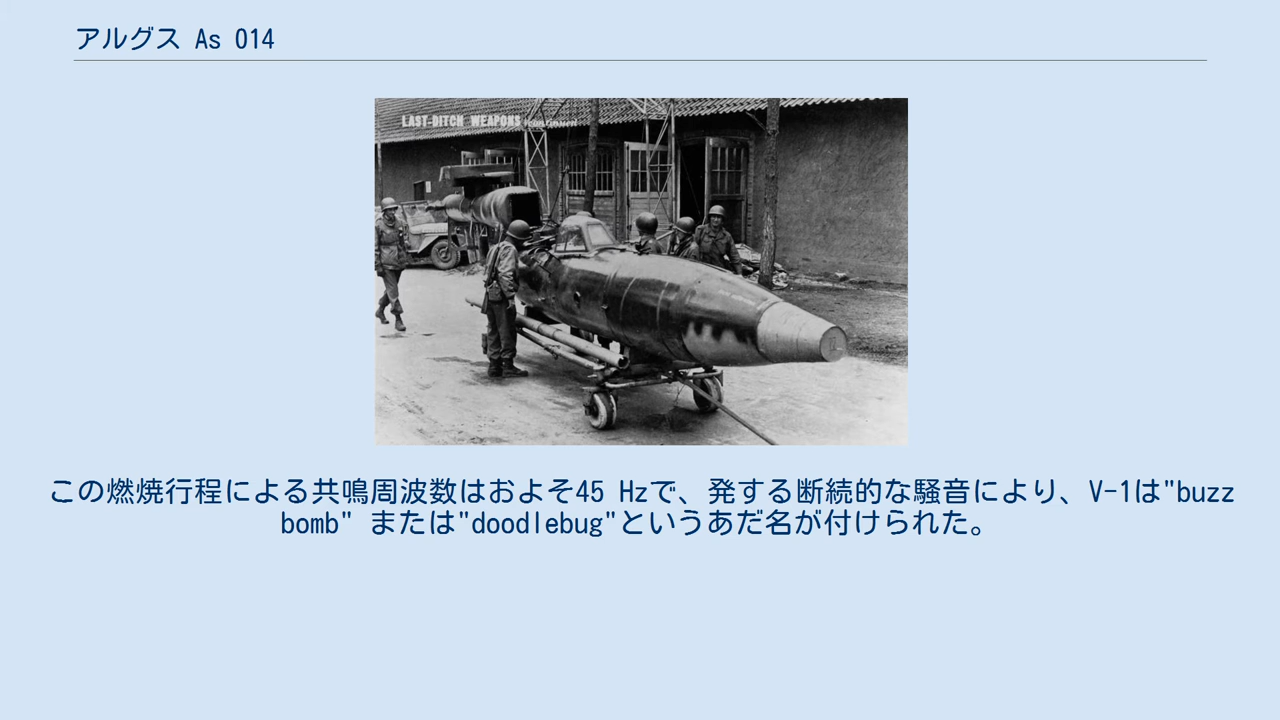 アルグス As 014
LAST-DITCH WEAPONS continued
この燃焼行程による共鳴周波数はおよそ45 Hzで、発する断続的な騒音により、V-1は"buzz
bomb" または"doodlebug"というあだ名が付けられた。